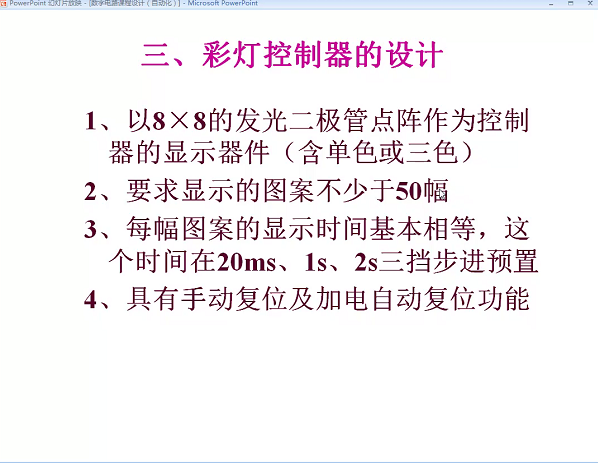 PowerPoint 幻灯片放映 - [数字电路课程设计（自动化）] - Microsoft PowerPoint
三、彩灯控制器的设计
1、以8×8的发光二极管点阵作为控制
器的显示器件（含单色或三色）
2、要求显示的图案不少于50幅
3、每幅图案的显示时间基本相等，这
个时间在20ms、1s、2s三挡步进预置
4、具有手动复位及加电自动复位功能